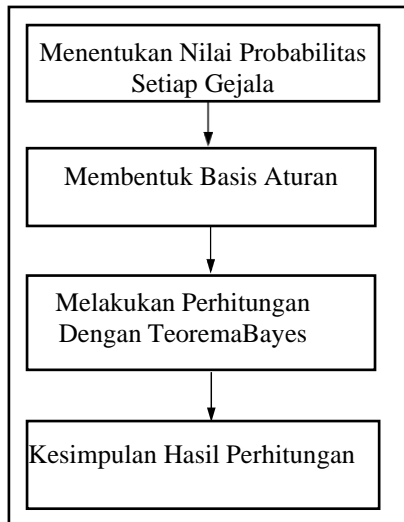 Menentukan Nilai Probabilitas
Setiap Gejala
Membentuk Basis Aturan
Melakukan Perhitungan
Dengan TeoremaBayes
Kesimpulan Hasil Perhitungan